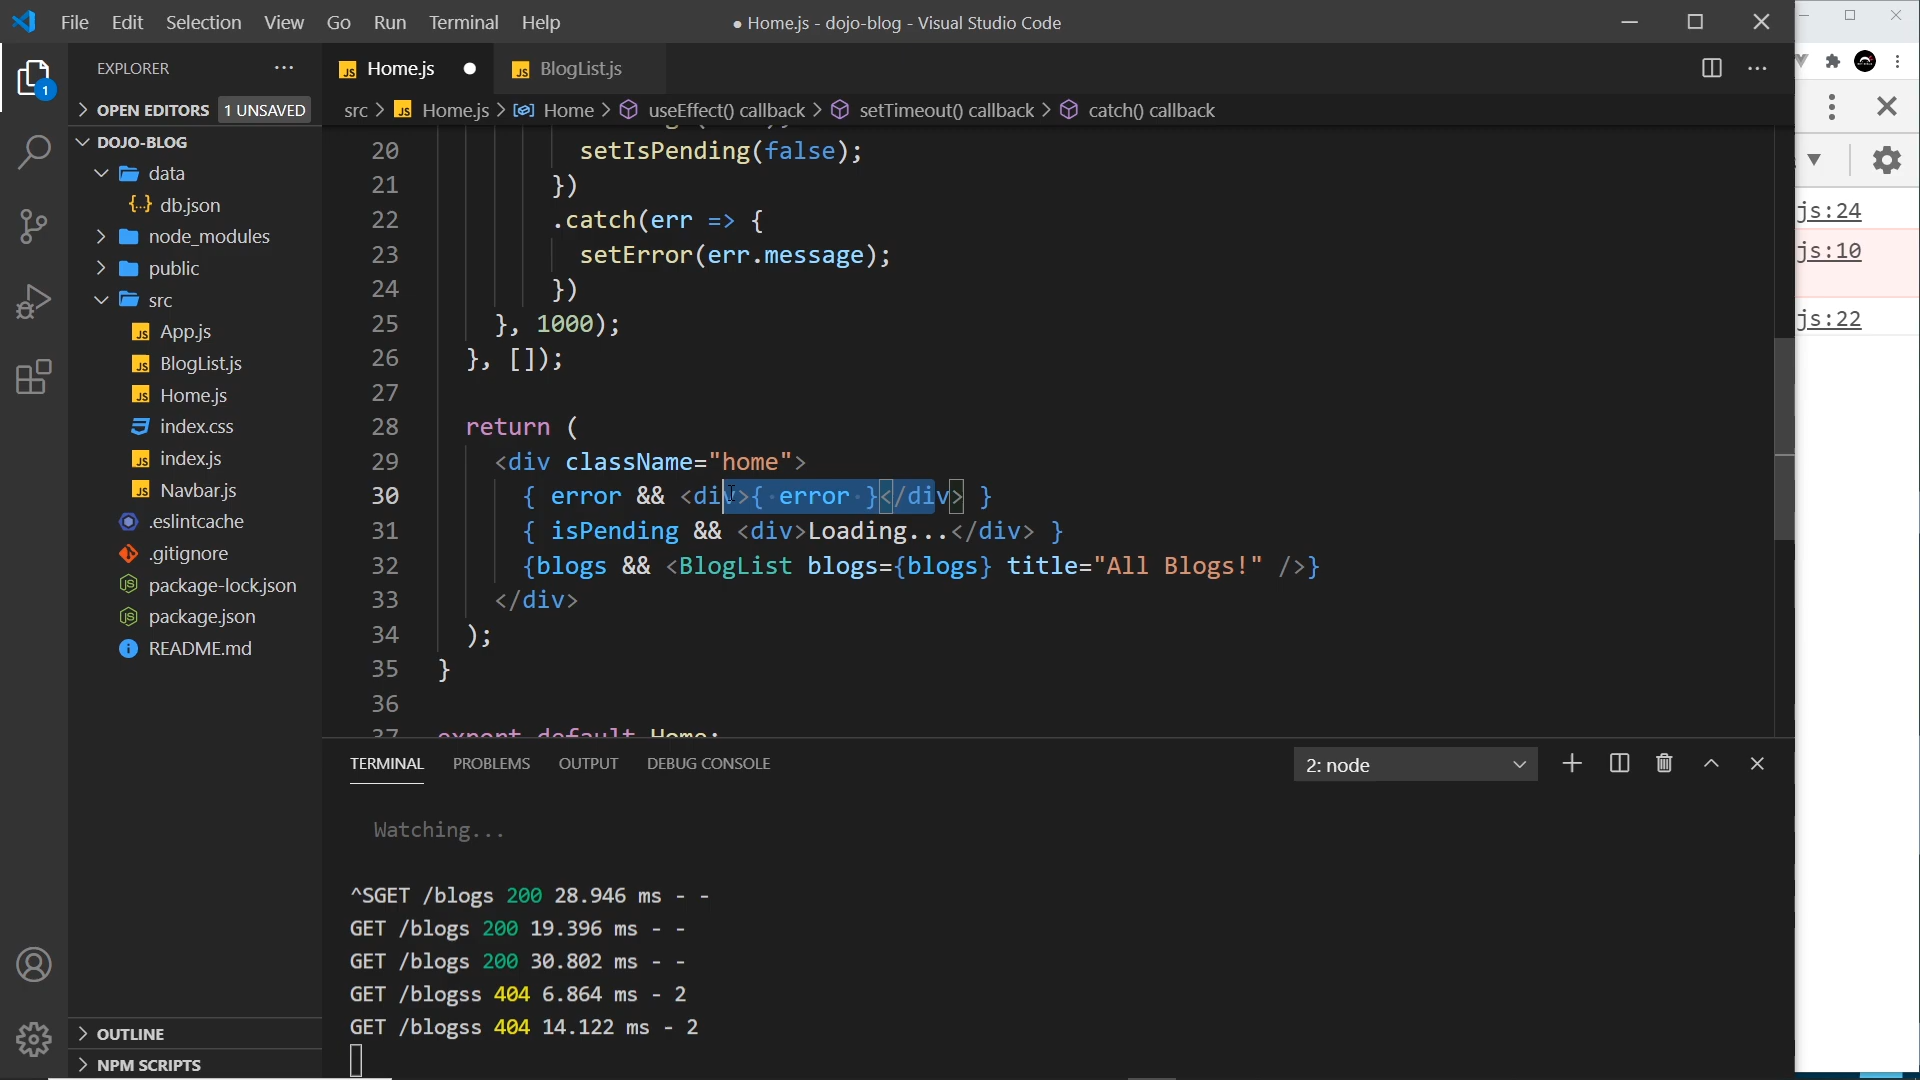 File Edit Selection View Go Run Terminal Help
● Home.js - dojo-blog - Visual Studio Code
EXPLORER
OPEN EDITORS 1 UNSAVED
DOJO-BLOG
data
db.json
node_modules
public
src
App.js
BlogList.js
Home.js
index.css
index.js
Navbar.js
.eslintcache
.gitignore
package-lock.json
package.json
README.md
OUTLINE
NPM SCRIPTS
1
Home.js
BlogList.js
src > Home.js > Home > useEffect() callback > setTimeout() callback > catch() callback
20 setIsPending(false);
21 })
22 .catch(err => {
23 setError(err.message);
24 })
25 }, 1000);
26 }, []);
27
28 return (
29 <div className="home">
30 { error && <div>{ error }</div> }
31 { isPending && <div>Loading...</div> }
32 {blogs && <BlogList blogs={blogs} title="All Blogs!" />}
33 </div>
34 );
35 }
36
37 export default Home;
TERMINAL PROBLEMS OUTPUT DEBUG CONSOLE
2: node
Watching...
^SGET /blogs 200 28.946 ms - -
GET /blogs 200 19.396 ms - -
GET /blogs 200 30.802 ms - -
GET /blogss 404 6.864 ms - 2
GET /blogss 404 14.122 ms - 2
js:24
js:10
js:22